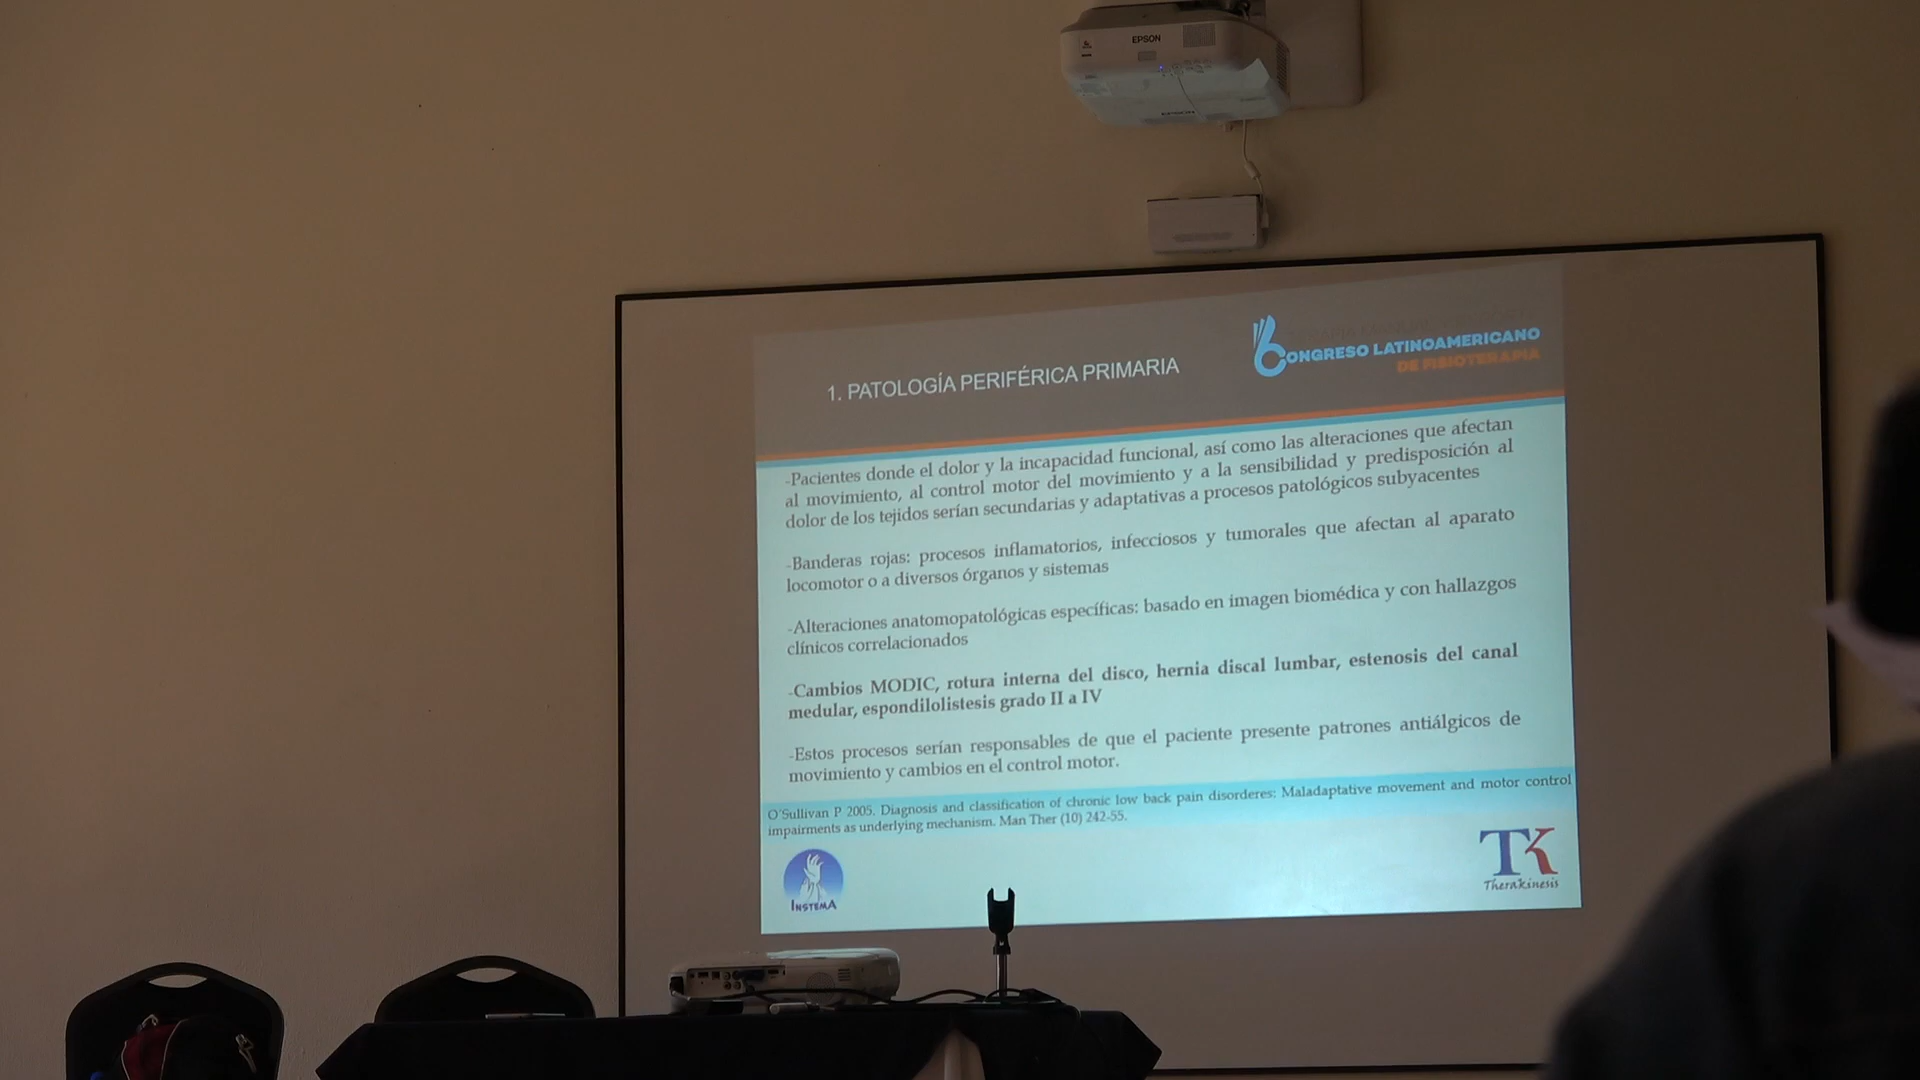 EPSON
EPSON
1. PATOLOGÍA PERIFÉRICA PRIMARIA
6 CONGRESO LATINOAMERICANO
DE FISIOTERAPIA
-Pacientes donde el dolor y la incapacidad funcional, así como las alteraciones que afectan
al movimiento, al control motor del movimiento y a la sensibilidad y predisposición al
dolor de los tejidos serían secundarias y adaptativas a procesos patológicos subyacentes
-Banderas rojas: procesos inflamatorios, infecciosos y tumorales que afectan al aparato
locomotor o a diversos órganos y sistemas
-Alteraciones anatomopatológicas específicas: basado en imagen biomédica y con hallazgos
clínicos correlacionados
-Cambios MODIC, rotura interna del disco, hernia discal lumbar, estenosis del canal
medular, espondilolistesis grado II a IV
-Estos procesos serían responsables de que el paciente presente patrones antiálgicos de
movimiento y cambios en el control motor.
O´Sullivan P 2005. Diagnosis and classification of chronic low back pain disorderes: Maladaptative movement and motor control
impairments as underlying mechanism. Man Ther (10) 242-55.
INSTEMA
TK
Therakinesis